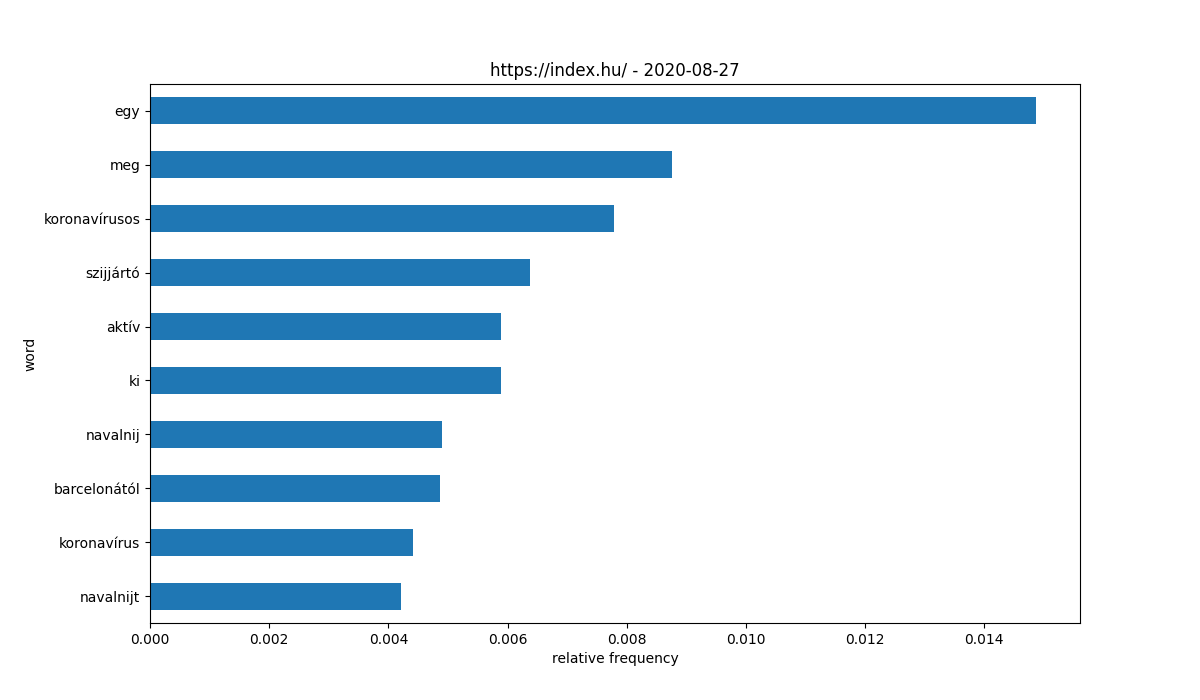 https://index.hu/ - 2020-08-27
egy
meg
koronavírusos
szijjártó
aktív
ki
navalnij
barcelonától
koronavírus
navalnijt
word
0.000 0.002 0.004 0.006 0.008 0.010 0.012 0.014
relative frequency